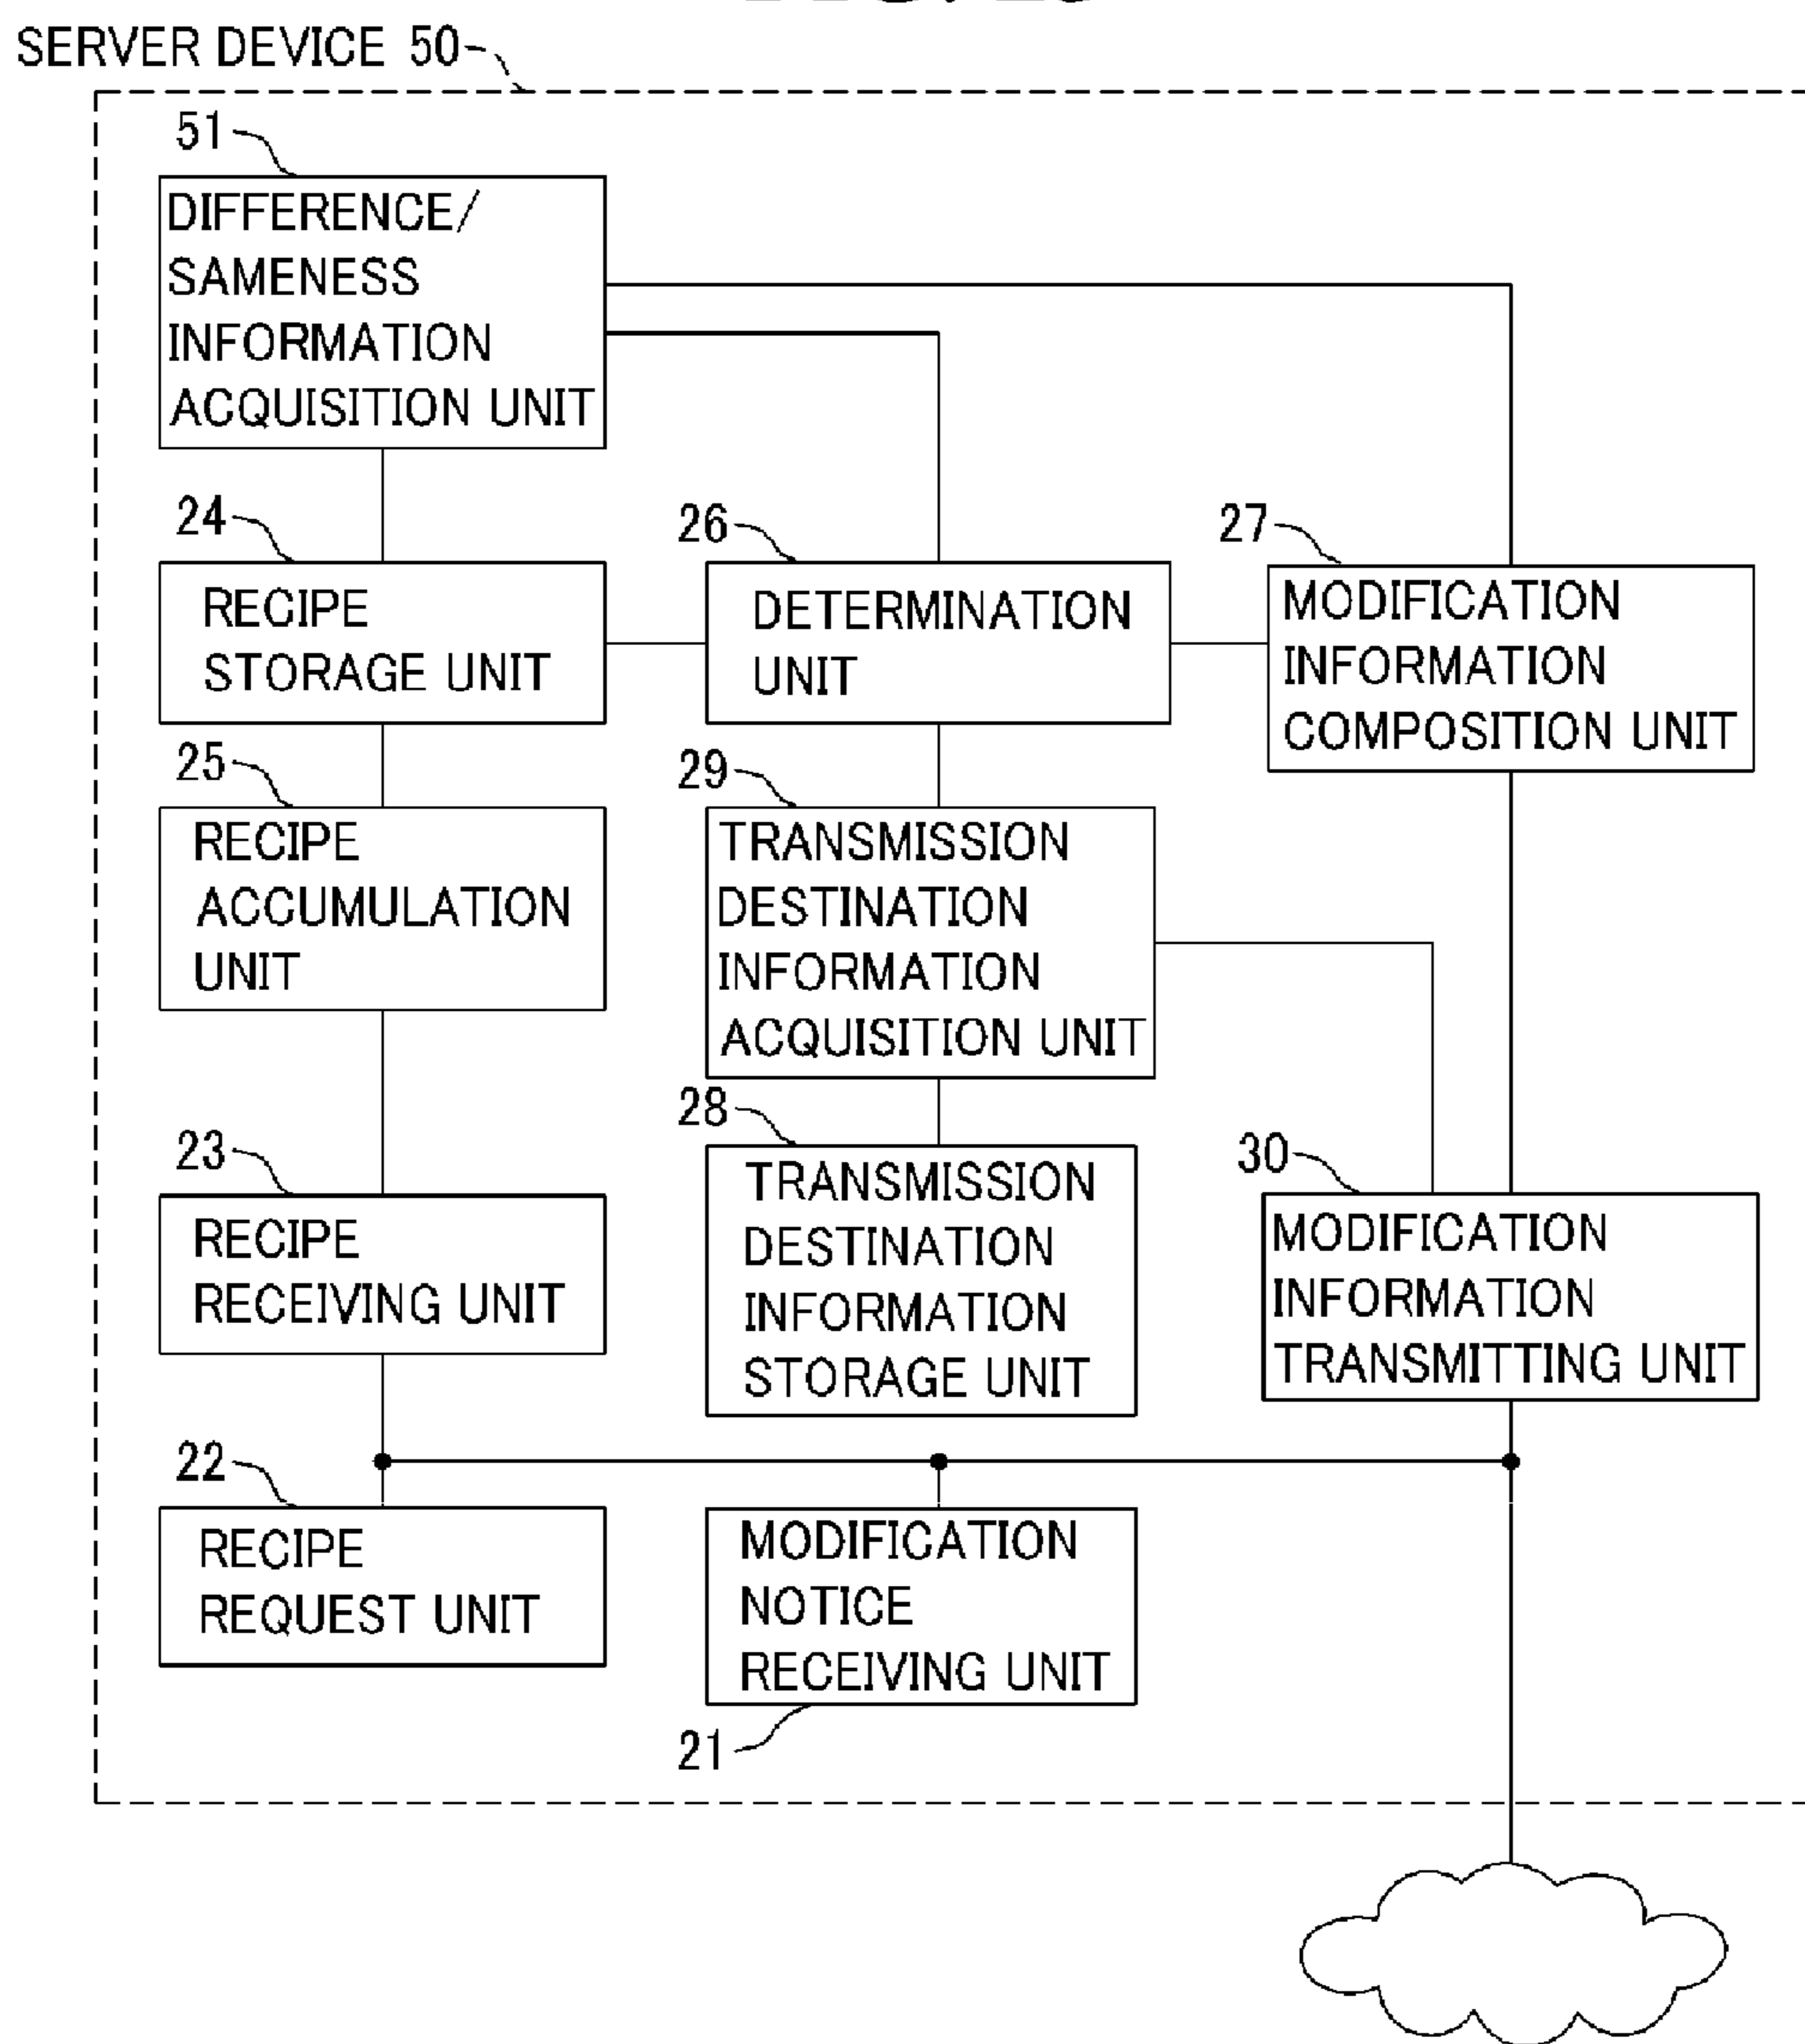 SERVER DEVICE 50
51
DIFFERENCE/
SAMENESS
INFORMATION
ACQUISITION UNIT
24
RECIPE
STORAGE UNIT
26
DETERMINATION
UNIT
27
MODIFICATION
INFORMATION
COMPOSITION UNIT
25
RECIPE
ACCUMULATION
UNIT
29
TRANSMISSION
DESTINATION
INFORMATION
ACQUISITION UNIT
23
RECIPE
RECEIVING UNIT
28
TRANSMISSION
DESTINATION
INFORMATION
STORAGE UNIT
30
MODIFICATION
INFORMATION
TRANSMITTING UNIT
22
RECIPE
REQUEST UNIT
MODIFICATION
NOTICE
RECEIVING UNIT
21